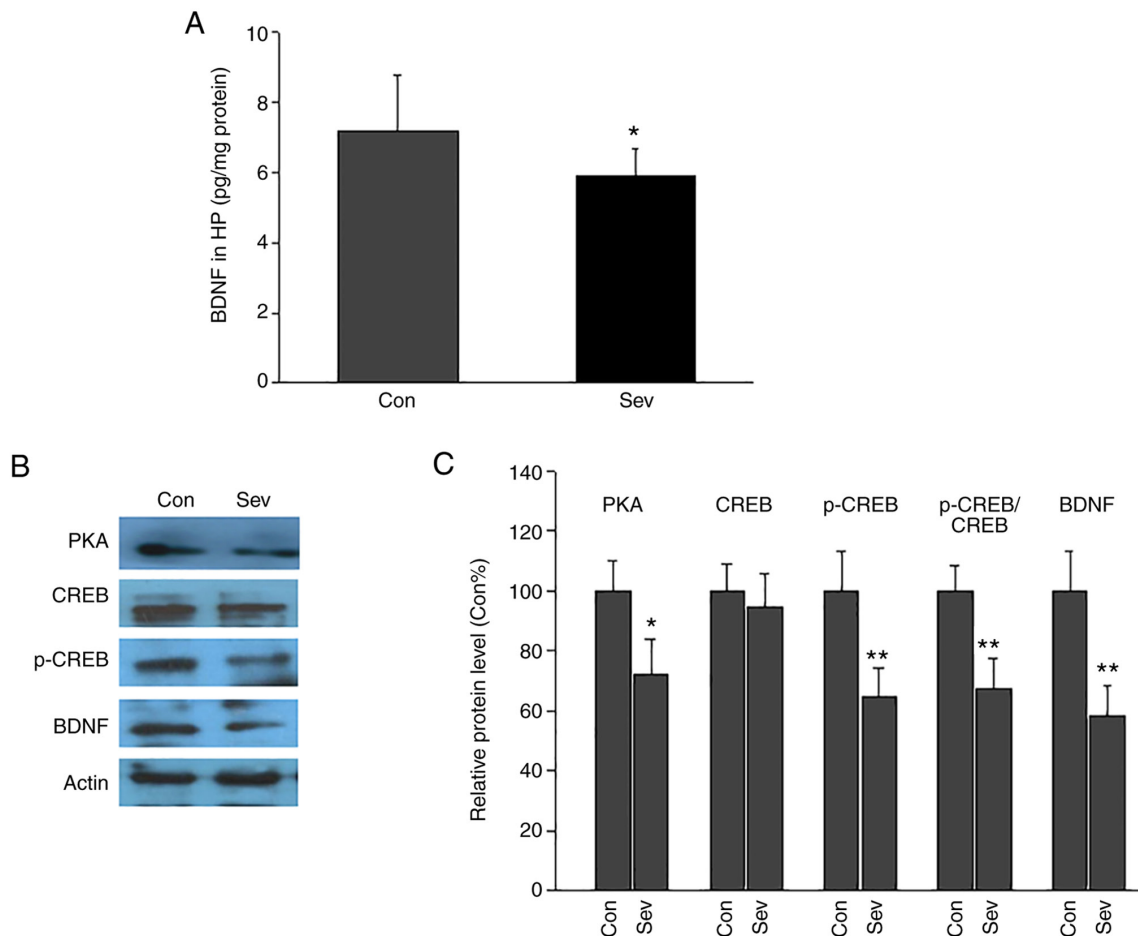 A
BDNF in HP (pg/mg protein)
10
8
6
4
2
0
*
Con
Sev
B
Con Sev
PKA
CREB
p-CREB
BDNF
Actin
C
Relative protein level (Con%)
140
120
100
80
60
40
20
0
PKA
CREB
p-CREB
p-CREB/
CREB
BDNF
*
**
**
**
Con
Sev
Con
Sev
Con
Sev
Con
Sev
Con
Sev